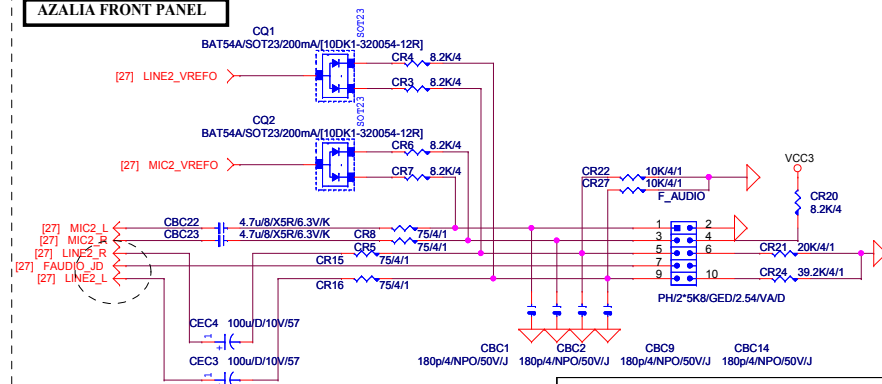 AZALIA FRONT PANEL
CQ1
SOT23
BAT54A/SOT23/200mA/[10DK1-320054-12R]
CR4 8.2K/4
[27] LINE2_VREFO
CR3 8.2K/4
CQ2
SOT23
BAT54A/SOT23/200mA/[10DK1-320054-12R]
CR6 8.2K/4
[27] MIC2_VREFO
CR7 8.2K/4
CR22 10K/4/1
CR27 10K/4/1
F_AUDIO
VCC3
CR20
8.2K/4
[27] MIC2_L CBC22 4.7u/8/X5R/6.3V/K
[27] MIC2_R CBC23 4.7u/8/X5R/6.3V/K CR8 75/4/1
[27] LINE2_R CR5 75/4/1
[27] FAUDIO_JD CR15 75/4/1
[27] LINE2_L
CR16 75/4/1
1 2
3 4
5 6
7
9 10
CR21 20K/4/1
CR24 39.2K/4/1
PH/2*5K8/GED/2.54/VA/D
CEC4 100u/D/10V/57
1
+
CEC3 100u/D/10V/57
1
CBC1 CBC2 CBC9 CBC14
180p/4/NPO/50V/J 180p/4/NPO/50V/J 180p/4/NPO/50V/J 180p/4/NPO/50V/J